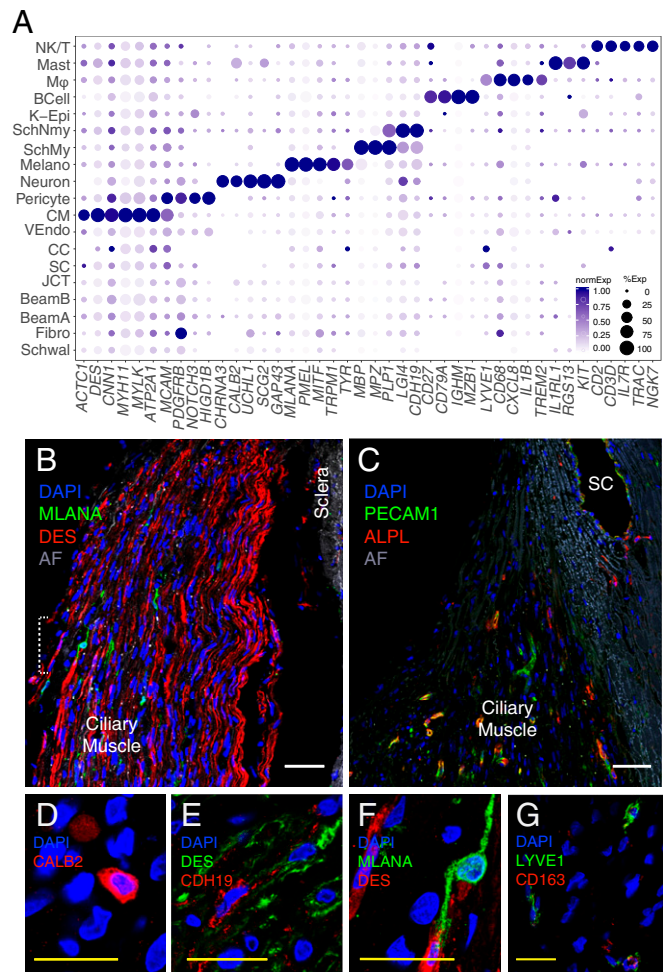 A
NK/T
Mast
Mφ
BCell
K-Epi
SchNmy
SchMy
Melano
Neuron
Pericyte
CM
VEndo
CC
SC
JCT
BeamB
BeamA
Fibro
Schwal
normExp
1.00
0.75
0.50
0.25
0.00
%Exp
0
25
50
75
100
ACTC1 DES CNN1 MYH11 MYLK ATP2A1 MCAM PDGFRB NOTCH3 HIGD1B CHRNA3 CALB2 UCHL1 SCG2 GAP43 MLANA PMEL MITF TRPM1 TYR MBP MPZ PLP1 LGI4 CDH19 CD27 CD79A IGHM MZB1 LYVE1 CD68 CXCL8 IL1B TREM2 IL1RL1 RGS13 KIT CD2 CD3D IL7R TRAC NGK7
B
DAPI
MLANA
DES
AF
Sclera
Ciliary
Muscle
C
DAPI
PECAM1
ALPL
AF
SC
Ciliary
Muscle
D
DAPI
CALB2
E
DAPI
DES
CDH19
F
DAPI
MLANA
DES
G
DAPI
LYVE1
CD163